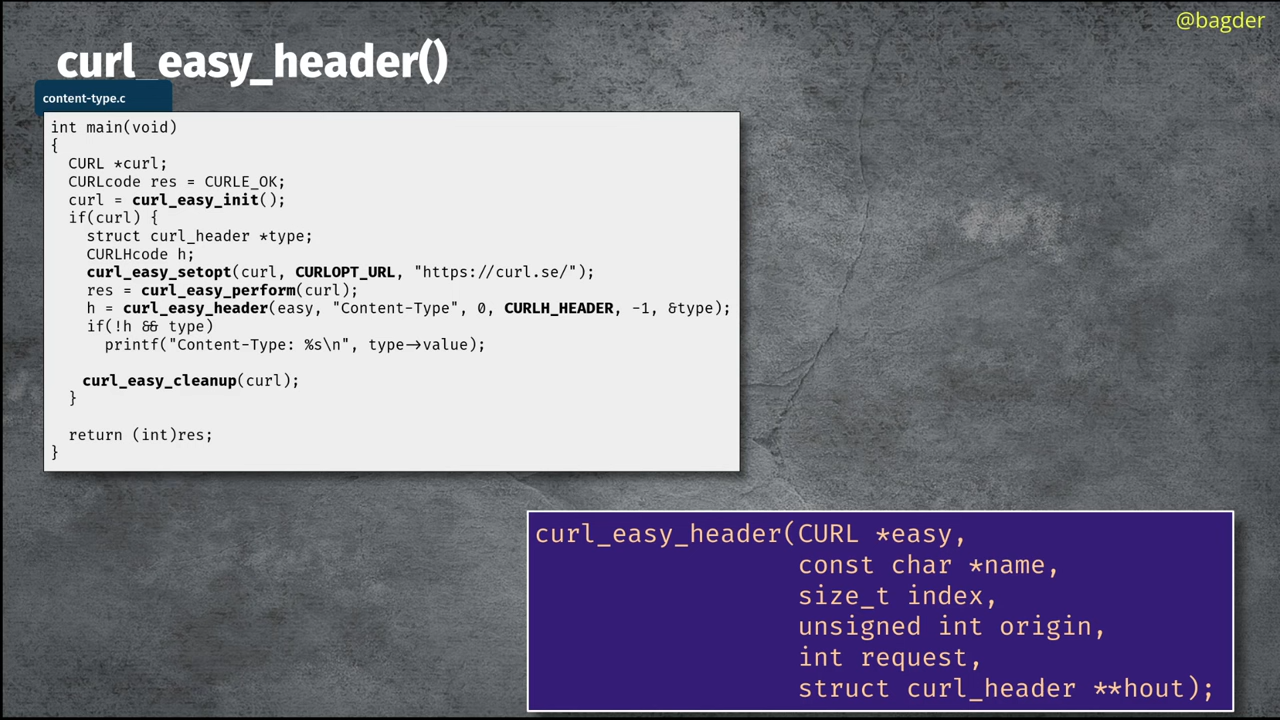 @bagder
curl_easy_header()
content-type.c
int main(void)
{
  CURL *curl;
  CURLcode res = CURLE_OK;
  curl = curl_easy_init();
  if(curl) {
    struct curl_header *type;
    CURLHcode h;
    curl_easy_setopt(curl, CURLOPT_URL, "https://curl.se/");
    res = curl_easy_perform(curl);
    h = curl_easy_header(easy, "Content-Type", 0, CURLH_HEADER, -1, &type);
    if(!h && type)
      printf("Content-Type: %s\n", type->value);
    curl_easy_cleanup(curl);
  }
  return (int)res;
}
curl_easy_header(CURL *easy,
                 const char *name,
                 size_t index,
                 unsigned int origin,
                 int request,
                 struct curl_header **hout);